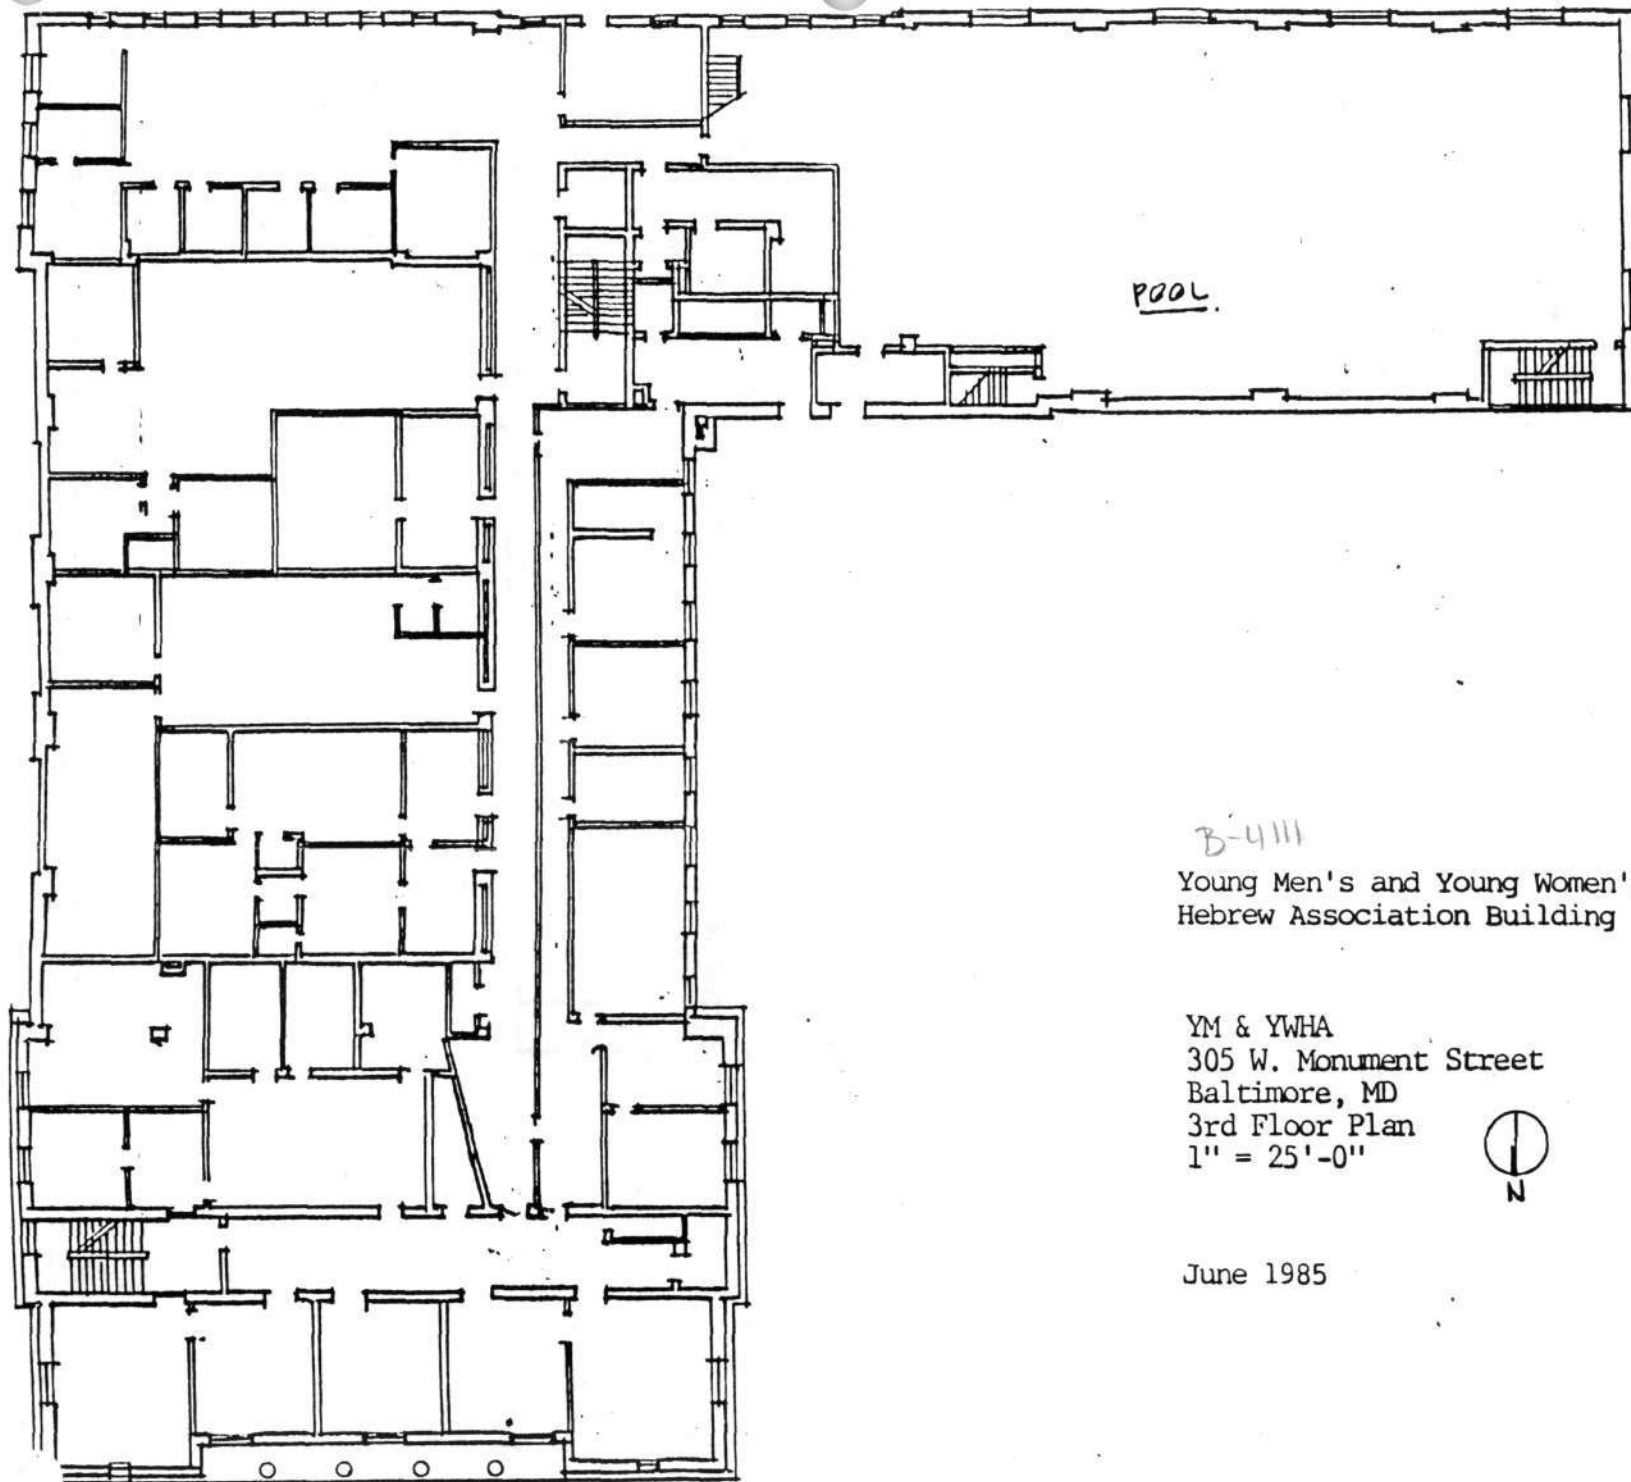 POOL.
B-4111
Young Men's and Young Women'
Hebrew Association Building
YM & YWHA
305 W. Monument Street
Baltimore, MD
3rd Floor Plan
1" = 25'-0"
N
June 1985